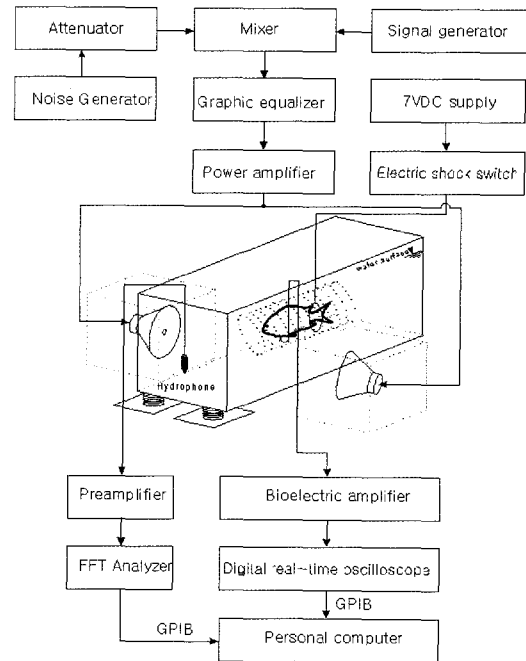 Attenuator
Mixer
Signal generator
Noise Generator
Graphic equalizer
7VDC supply
Power amplifier
Electric shock switch
water surface
Hydrophone
Preamplifier
Bioelectric amplifier
FFT Analyzer
Digital real-time oscilloscope
GPIB
GPIB
Personal computer